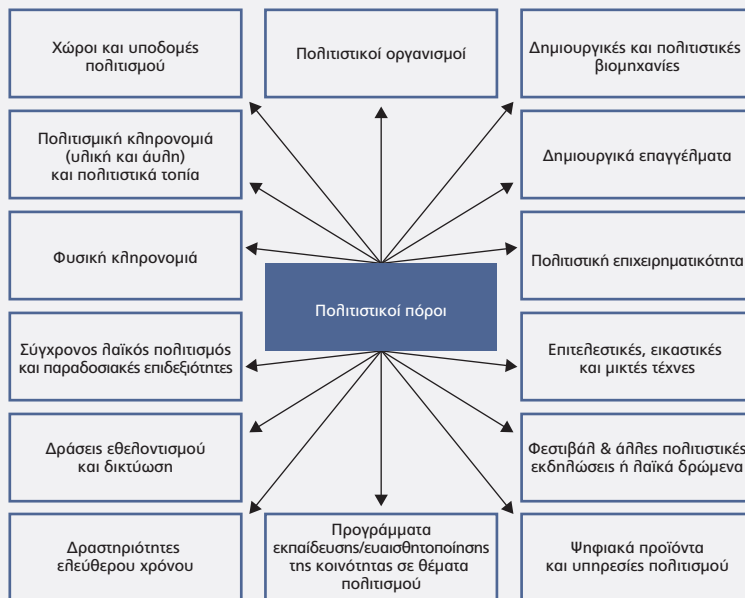 Χώροι και υποδομές
πολιτισμού
Πολιτιστικοί οργανισμοί
Δημιουργικές και πολιτιστικές
βιομηχανίες
Πολιτισμική κληρονομιά
(υλική και άυλη)
και πολιτιστικά τοπία
Δημιουργικά επαγγέλματα
Φυσική κληρονομιά
Πολιτιστικοί πόροι
Πολιτιστική επιχειρηματικότητα
Σύγχρονος λαϊκός πολιτισμός
και παραδοσιακές επιδεξιότητες
Επιτελεστικές, εικαστικές
και μικτές τέχνες
Δράσεις εθελοντισμού
και δικτύωση
Φεστιβάλ & άλλες πολιτιστικές
εκδηλώσεις ή λαϊκά δρώμενα
Δραστηριότητες
ελεύθερου χρόνου
Προγράμματα
εκπαίδευσης/ευαισθητοποίησης
της κοινότητας σε θέματα
πολιτισμού
Ψηφιακά προϊόντα
και υπηρεσίες πολιτισμού